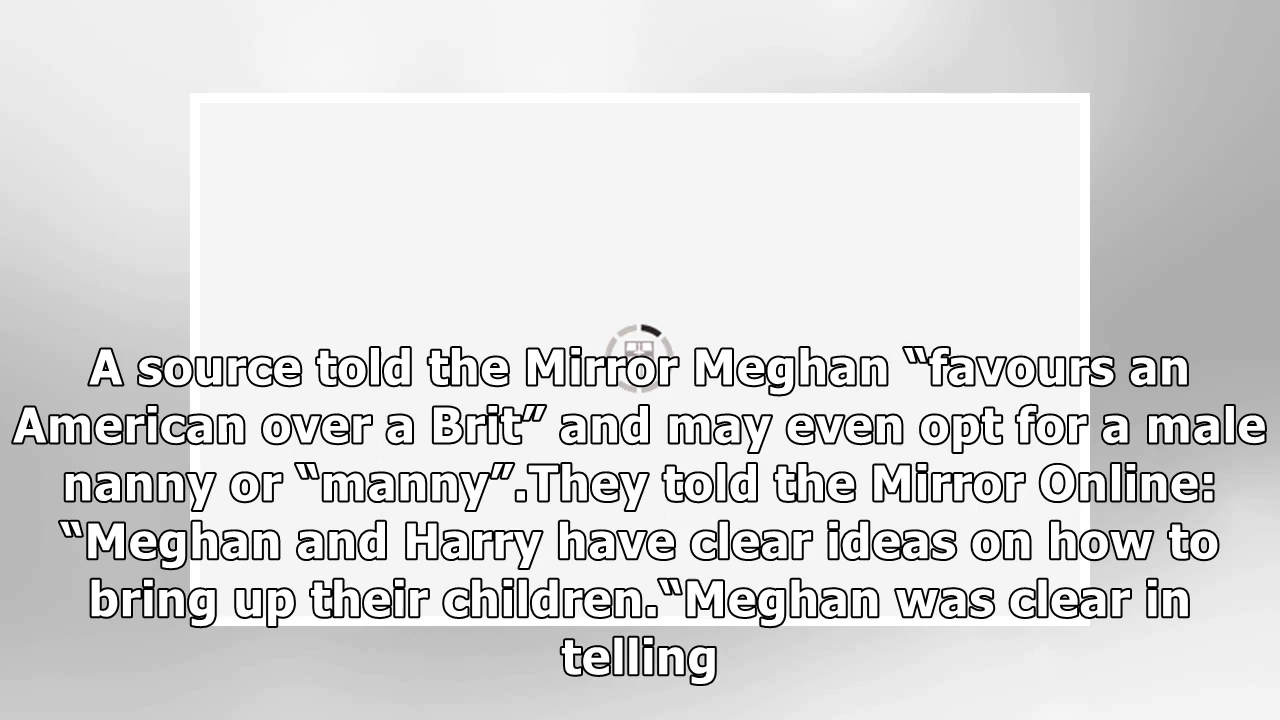 A source told the Mirror Meghan “favours an
American over a Brit” and may even opt for a male
nanny or “manny”.They told the Mirror Online:
“Meghan and Harry have clear ideas on how to
bring up their children.“Meghan was clear in
telling